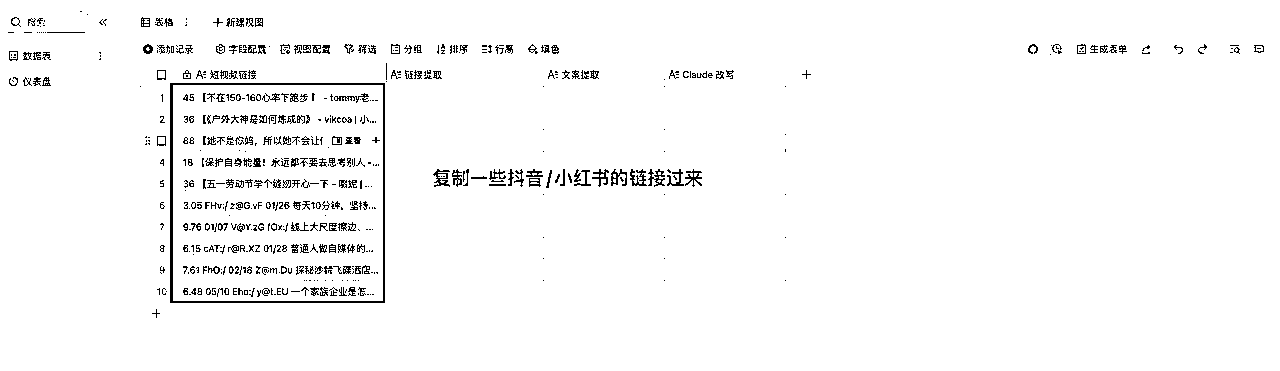 搜索
表格
新建视图
数据表
添加记录
字段配置
视图配置
筛选
分组
排序
行高
填色
生成表单
仪表盘
短视频链接
链接提取
文案提取
Claude 改写
1 45 【不在150-160心率下跑步！ - tommy老...
2 36 【《户外大神是如何炼成的》 - vikcoa | 小...
88 【她不是你妈，所以她不会让你 查看
4 18 【保护自身能量！永远都不要去思考别人 -...
5 36 【五一劳动节学个缝纫开心一下 - 啜妮 | ...
复制一些抖音/小红书的链接过来
6 3.05 FHv:/ z@G.vF 01/26 每天10分钟，坚持...
7 9.76 01/07 V@Y.zG fOx:/ 线上大尺度擦边、...
8 6.15 cAT:/ r@R.XZ 01/28 普通人做自媒体的...
9 7.61 FhO:/ 02/16 Z@m.Du 探秘沙特飞碟酒店...
10 6.48 05/10 Eho:/ y@t.EU 一个家族企业是怎...